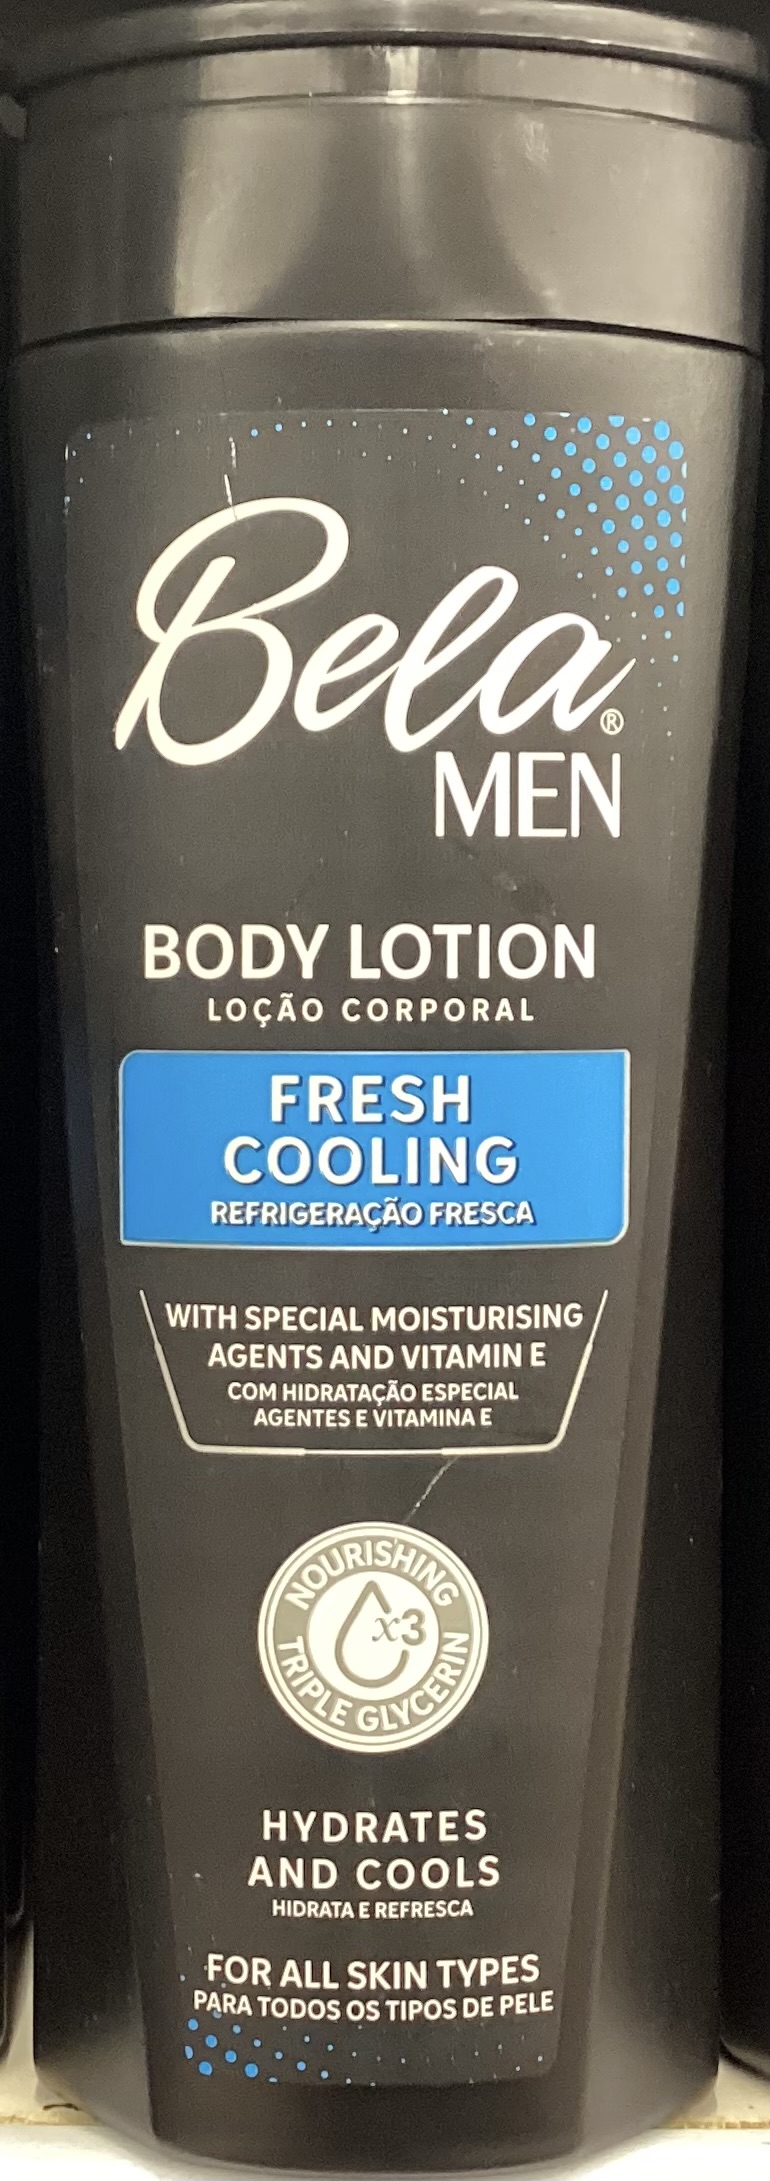 Bela®
MEN
BODY LOTION
LOÇÃO CORPORAL
FRESH
COOLING
REFRIGERAÇÃO FRESCA
WITH SPECIAL MOISTURISING
AGENTS AND VITAMIN E
COM HIDRATAÇÃO ESPECIAL
AGENTES E VITAMINA E
NOURISHING
x3
TRIPLE GLYCERIN
HYDRATES
AND COOLS
HIDRATA E REFRESCA
FOR ALL SKIN TYPES
PARA TODOS OS TIPOS DE PELE